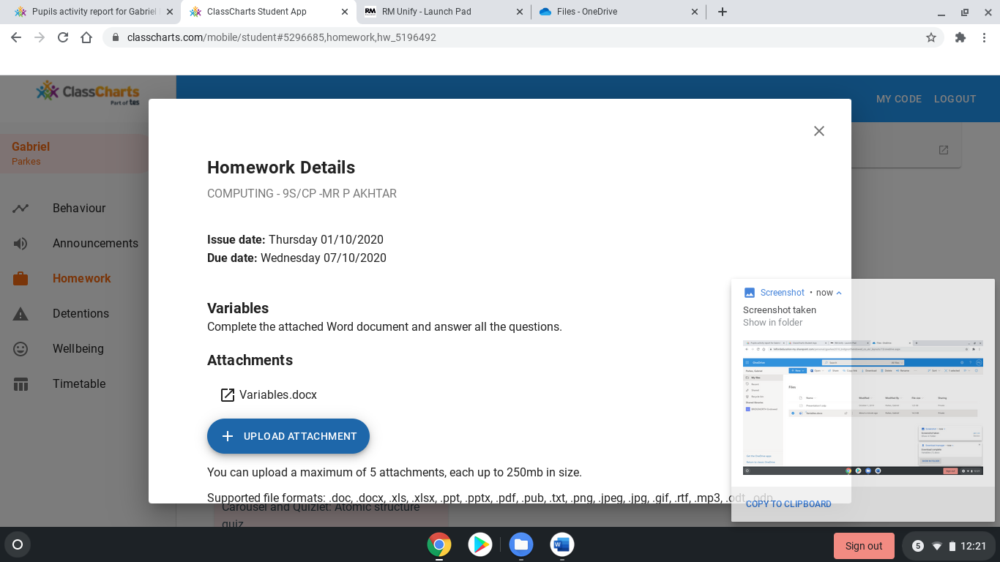 Pupils activity report for Gabriel
ClassCharts Student App
RM Unify - Launch Pad
Files - OneDrive
classcharts.com/mobile/student#5296685,homework,hw_5196492
ClassCharts
Part of tes
MY CODE
LOGOUT
Gabriel
Parkes
Behaviour
Announcements
Homework
Detentions
Wellbeing
Timetable
Homework Details
COMPUTING - 9S/CP -MR P AKHTAR
Issue date: Thursday 01/10/2020
Due date: Wednesday 07/10/2020
Variables
Complete the attached Word document and answer all the questions.
Attachments
Variables.docx
UPLOAD ATTACHMENT
You can upload a maximum of 5 attachments, each up to 250mb in size.
Supported file formats: .doc, .docx, .xls, .xlsx, .ppt, .pptx, .pdf, .pub, .txt, .png, .jpeg, .jpg, .gif, .rtf, .mp3, .odt, .odp
Carousel and Quizlet: Atomic structure
quiz
Screenshot • now
Screenshot taken
Show in folder
OneDrive
My files
Files
COPY TO CLIPBOARD
RM
Sign out
5
12:21